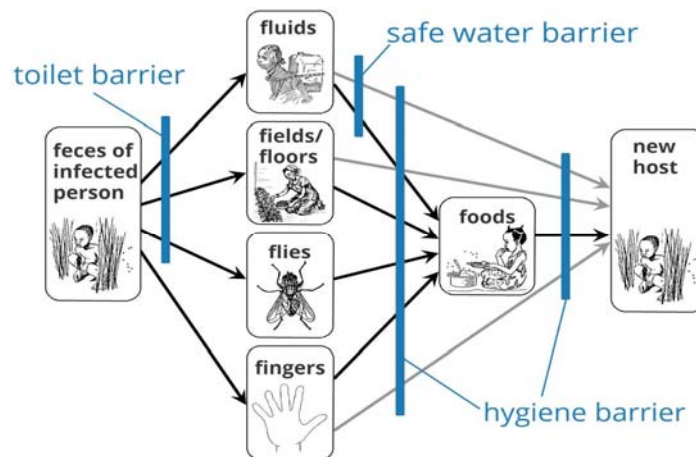 toilet barrier
feces of
infected
person
fluids
fields/
floors
flies
fingers
safe water barrier
foods
new
host
hygiene barrier